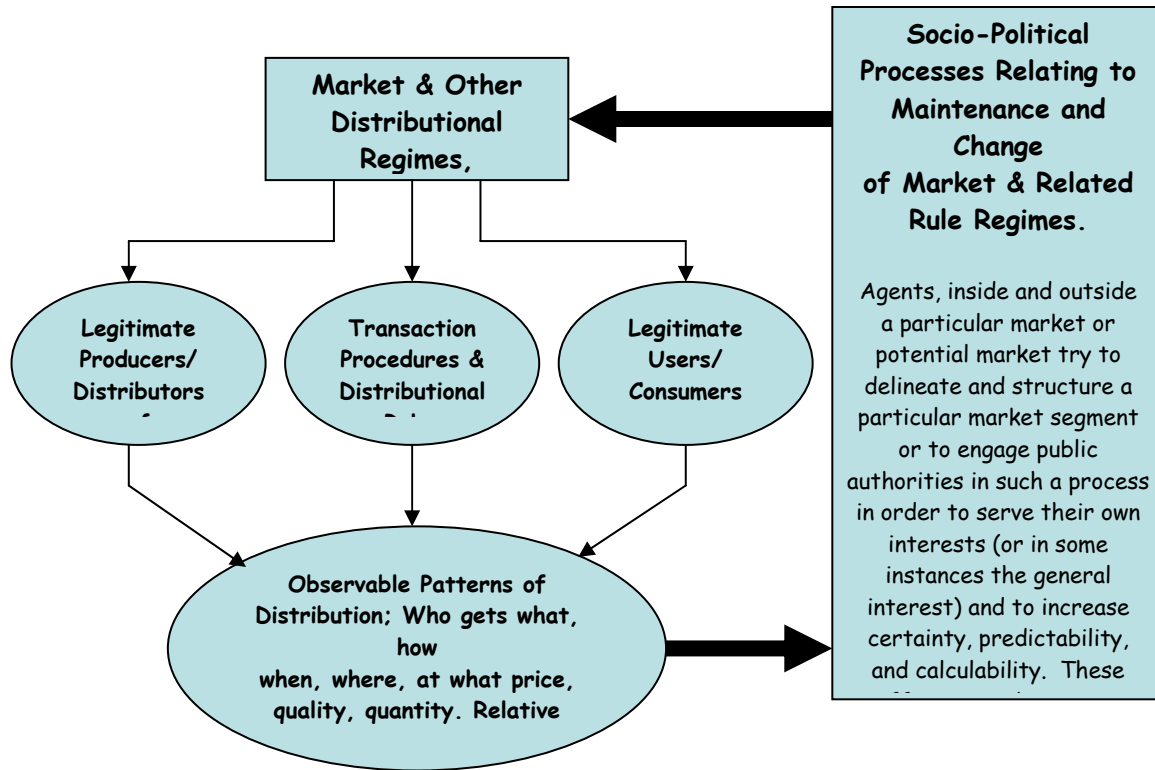 Market & Other
Distributional
Regimes,
Socio-Political
Processes Relating to
Maintenance and
Change
of Market & Related
Rule Regimes.
Agents, inside and outside
a particular market or
potential market try to
delineate and structure a
particular market segment
or to engage public
authorities in such a process
in order to serve their own
interests (or in some
instances the general
interest) and to increase
certainty, predictability,
and calculability. These
Legitimate
Producers/
Distributors
Transaction
Procedures &
Distributional
Legitimate
Users/
Consumers
Observable Patterns of
Distribution; Who gets what,
how
when, where, at what price,
quality, quantity. Relative